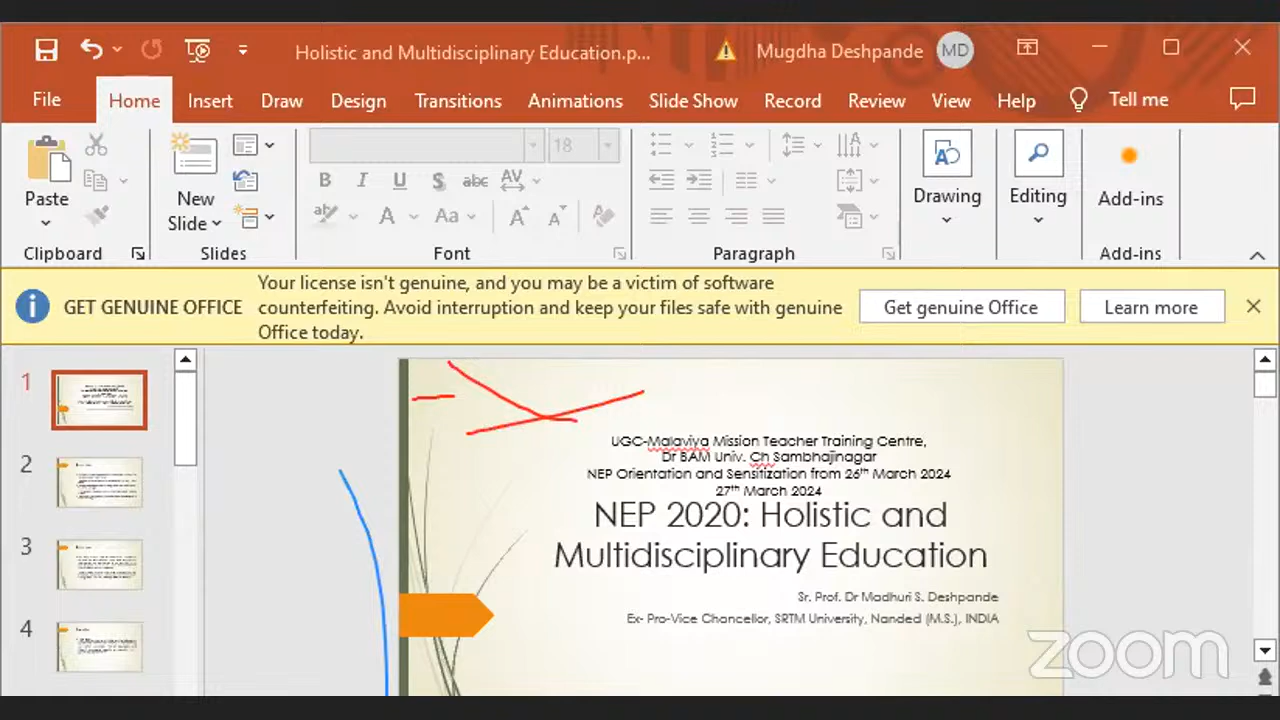 Holistic and Multidisciplinary Education.p...
Mugdha Deshpande
MD
File
Home
Insert
Draw
Design
Transitions
Animations
Slide Show
Record
Review
View
Help
Tell me
Paste
New
Slide
18
B I U S abc AV
A Aa A A
Drawing
Editing
Add-ins
Clipboard
Slides
Font
Paragraph
Add-ins
GET GENUINE OFFICE
Your license isn't genuine, and you may be a victim of software
counterfeiting. Avoid interruption and keep your files safe with genuine
Office today.
Get genuine Office
Learn more
1
2
3
4
UGC-Malaviya Mission Teacher Training Centre,
Dr BAM Univ. Ch Sambhajinagar
NEP Orientation and Sensitization from 26th March 2024
27th March 2024
NEP 2020: Holistic and
Multidisciplinary Education
Sr. Prof. Dr Madhuri S. Deshpande
Ex- Pro-Vice Chancellor, SRTM University, Nanded (M.S.), INDIA
zoom